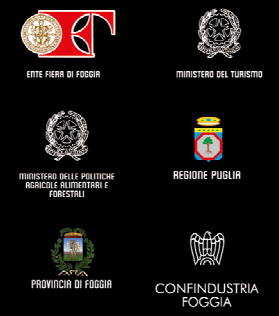 ENTE FIERA DI FOGGIA
MINISTERO DEL TURISMO
MINISTERO DELLE POLITICHE
AGRICOLE ALIMENTARI E
FORESTALI
REGIONE PUGLIA
PROVINCIA DI FOGGIA
CONFINDUSTRIA
FOGGIA